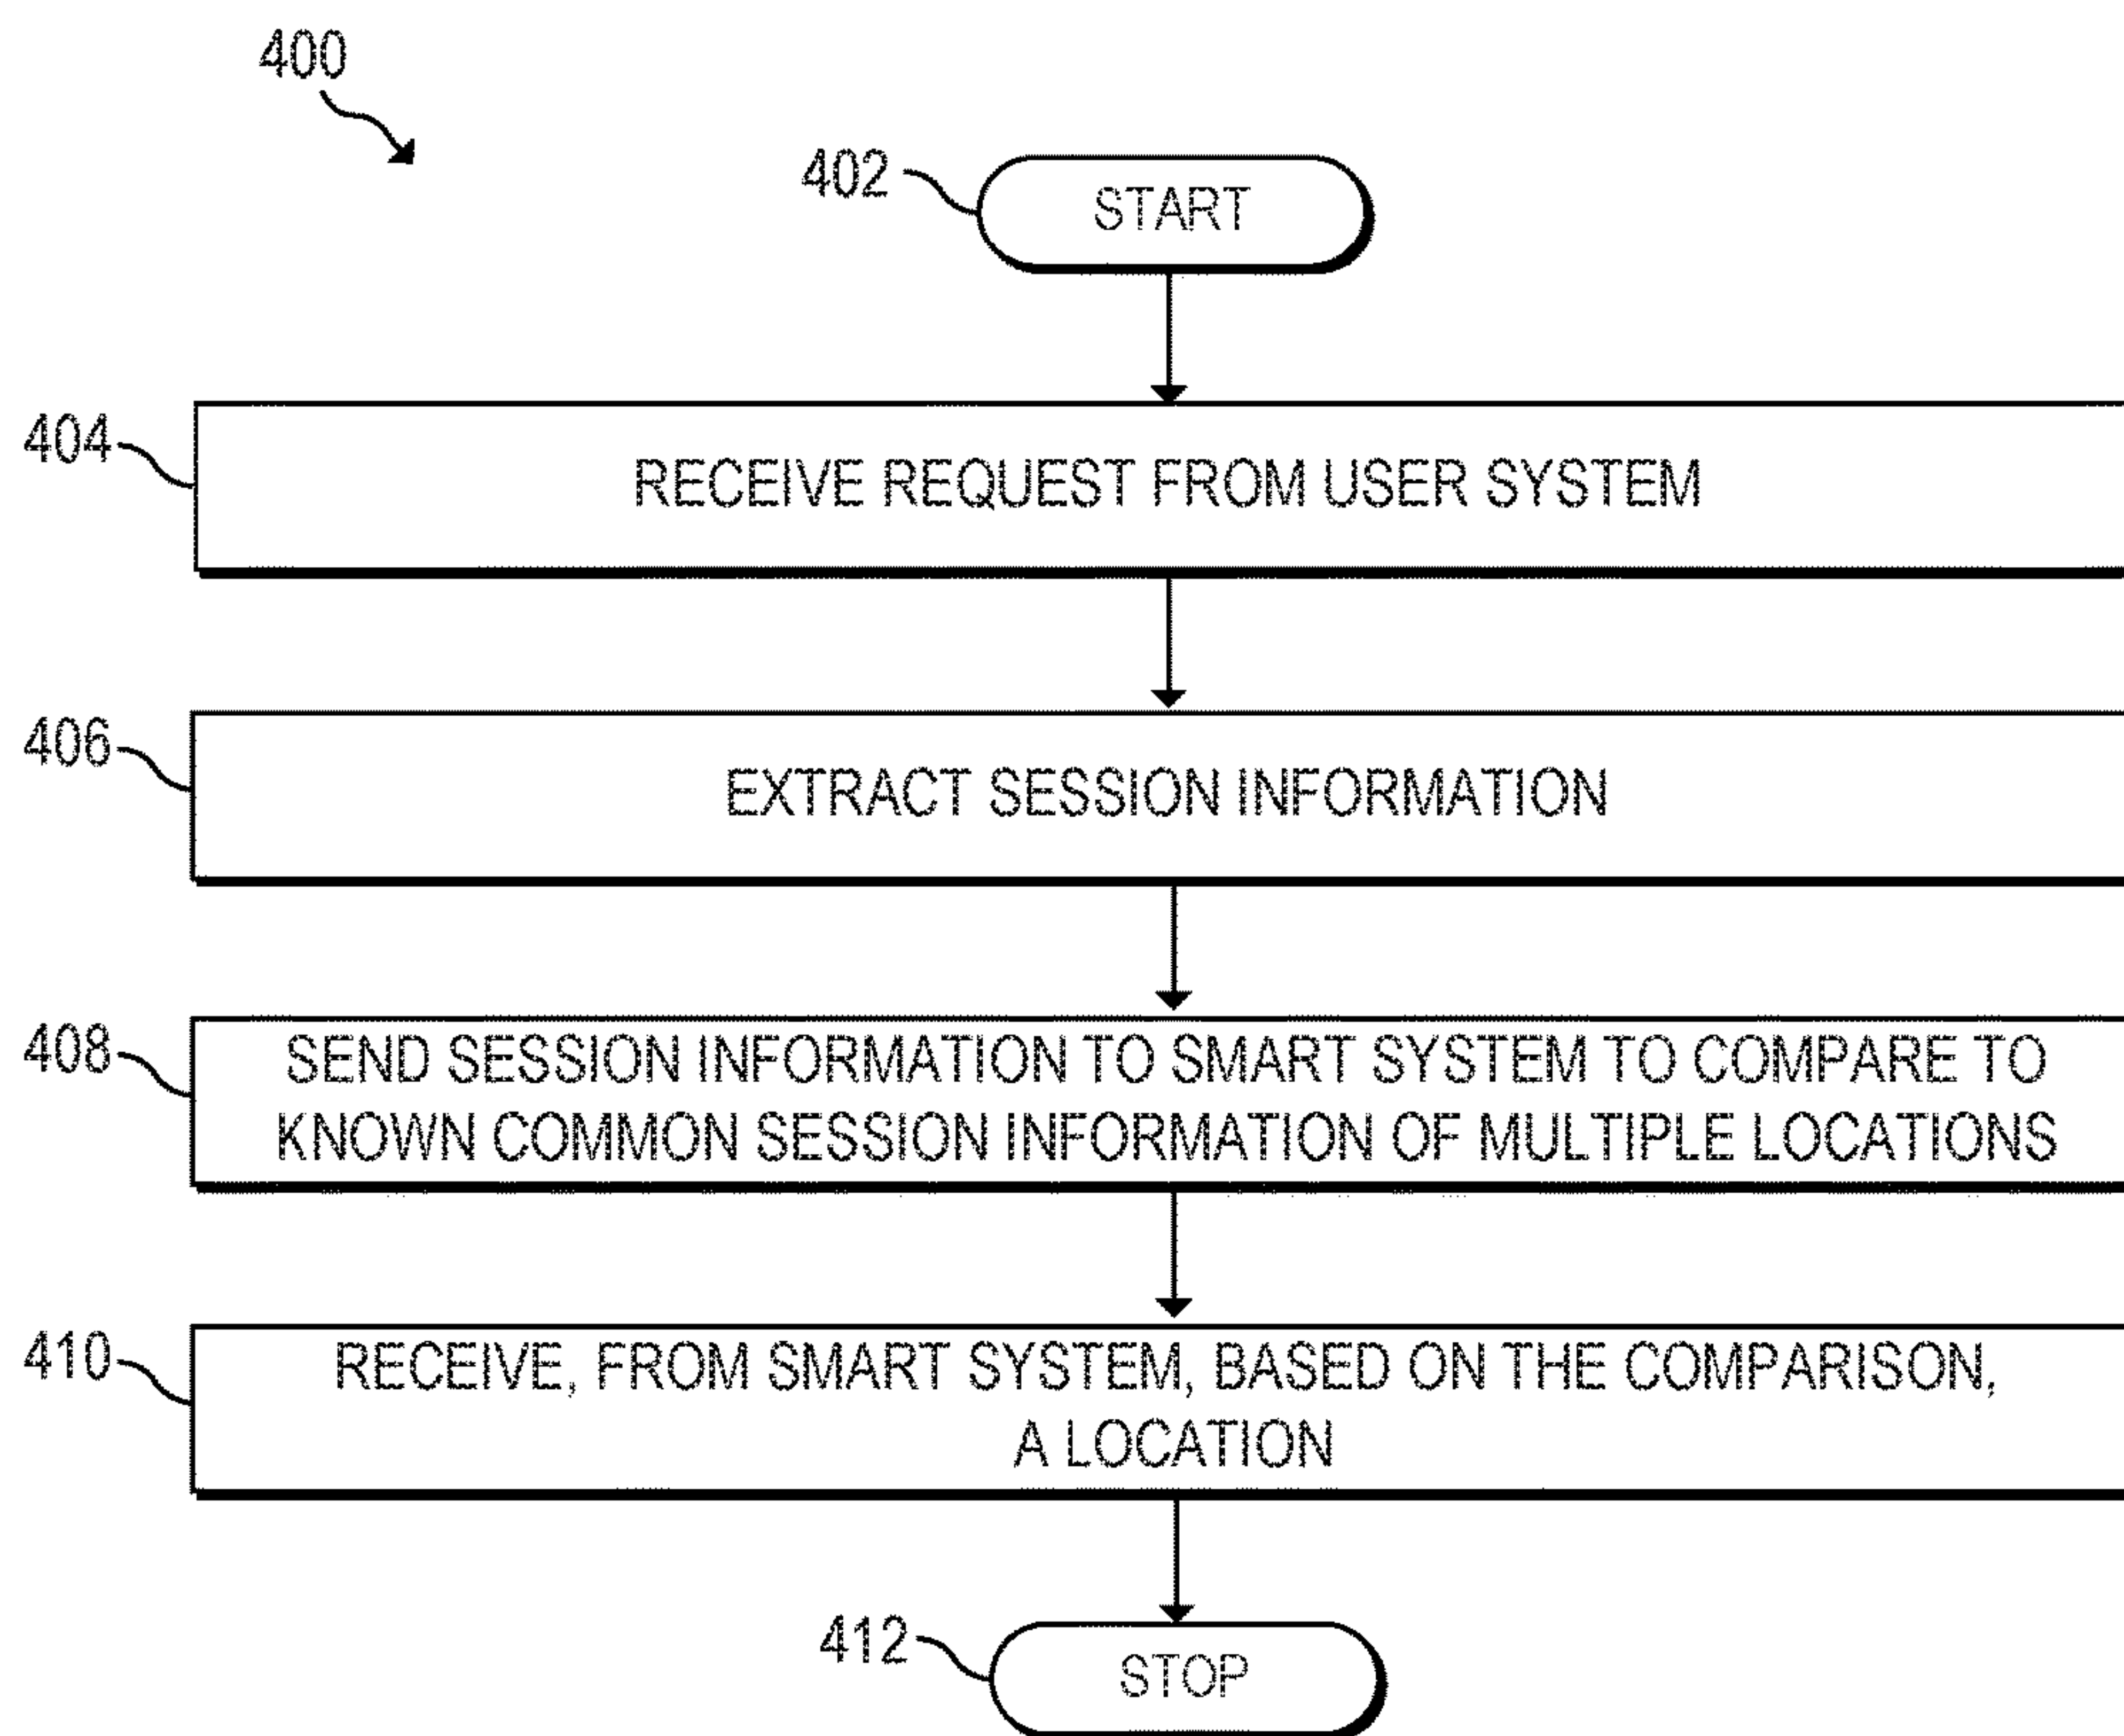 400
402
START
404
RECEIVE REQUEST FROM USER SYSTEM
406
EXTRACT SESSION INFORMATION
408
SEND SESSION INFORMATION TO SMART SYSTEM TO COMPARE TO
KNOWN COMMON SESSION INFORMATION OF MULTIPLE LOCATIONS
410
RECEIVE, FROM SMART SYSTEM, BASED ON THE COMPARISON,
A LOCATION
412
STOP